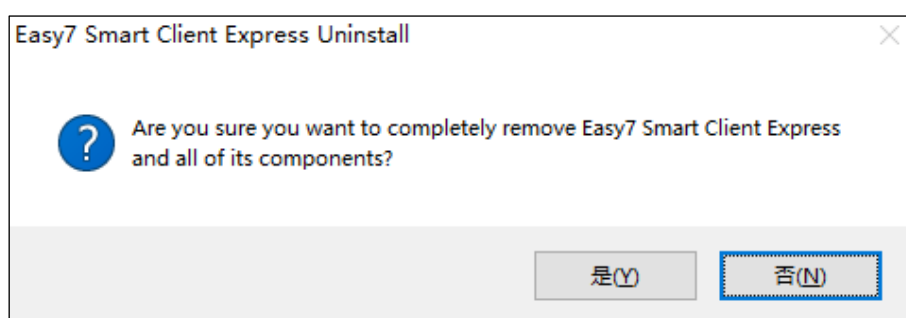 Easy7 Smart Client Express Uninstall
Are you sure you want to completely remove Easy7 Smart Client Express
and all of its components?
是(Y)
否(N)